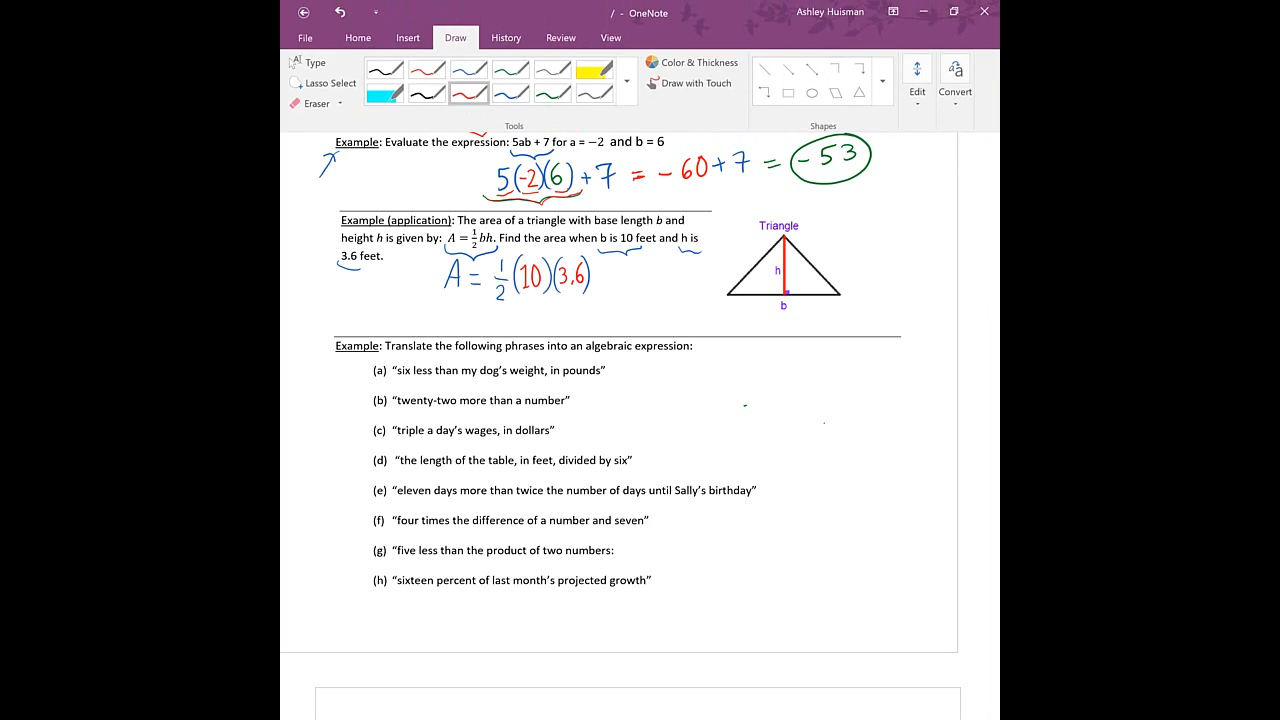 / - OneNote
Ashley Huisman
File Home Insert Draw History Review View
Type
Lasso Select
Eraser
Color & Thickness
Draw with Touch
Edit
Convert
Tools
Shapes
Example: Evaluate the expression: 5ab + 7 for a = −2 and b = 6
5(-2)(6) + 7 = -60 + 7 = -53
Example (application): The area of a triangle with base length b and
height h is given by: A = 1/2 bh. Find the area when b is 10 feet and h is
3.6 feet.
A = 1/2 (10)(3.6)
Triangle
h
b
Example: Translate the following phrases into an algebraic expression:
(a) “six less than my dog’s weight, in pounds”
(b) “twenty-two more than a number”
(c) “triple a day’s wages, in dollars”
(d) “the length of the table, in feet, divided by six”
(e) “eleven days more than twice the number of days until Sally’s birthday”
(f) “four times the difference of a number and seven”
(g) “five less than the product of two numbers:
(h) “sixteen percent of last month’s projected growth”